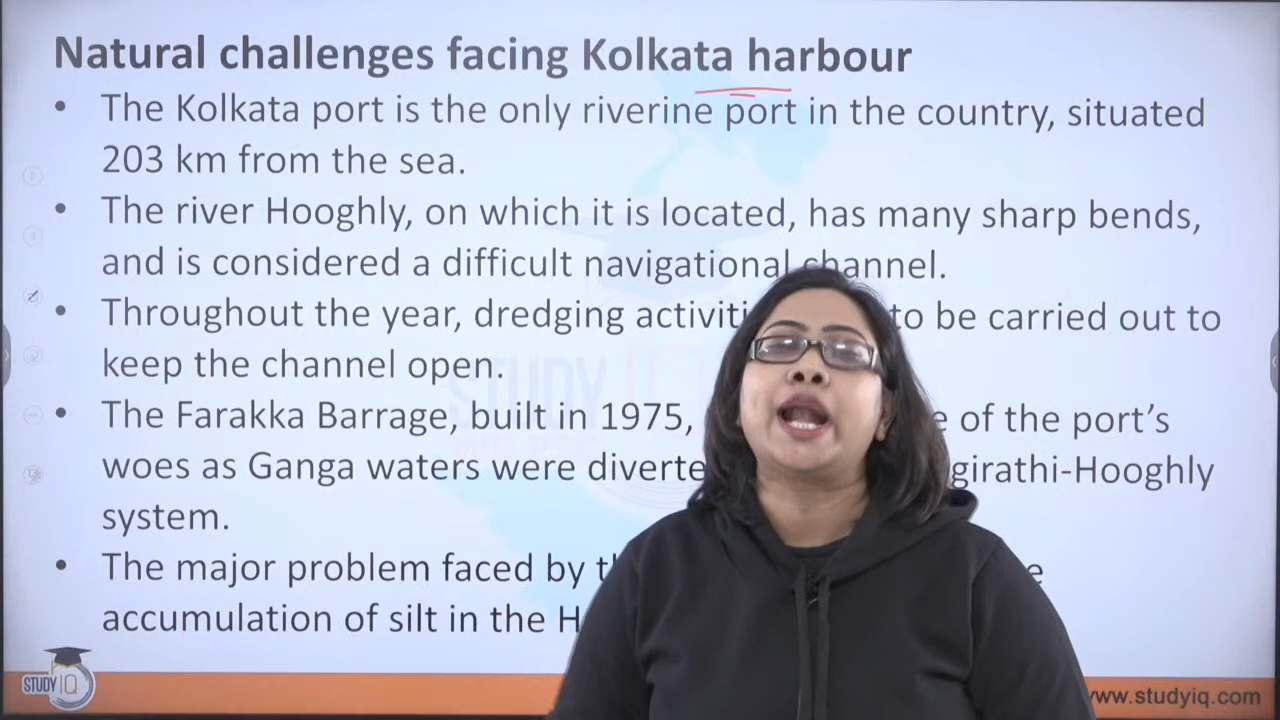 Natural challenges facing Kolkata harbour
• The Kolkata port is the only riverine port in the country, situated
203 km from the sea.
• The river Hooghly, on which it is located, has many sharp bends,
and is considered a difficult navigational channel.
• Throughout the year, dredging to be carried out to
keep the channel open.
• The Farakka Barrage, built in 1975, of the port's
woes as Ganga waters were Hooghly
system.
• The major problem faced by
accumulation of silt in the
STUDY IQ
STUDY IQ
www.studyiq.com